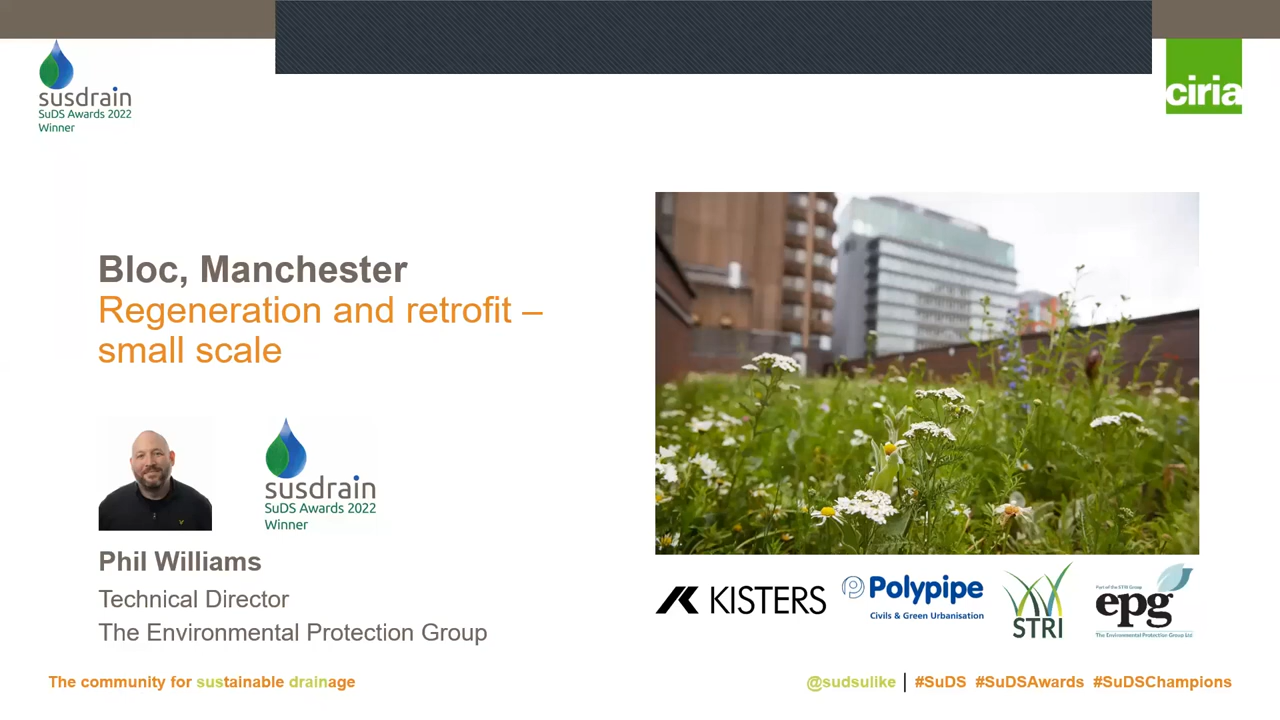 susdrain
SuDS Awards 2022
Winner
ciria
Bloc, Manchester
Regeneration and retrofit –
small scale
susdrain
SuDS Awards 2022
Winner
Phil Williams
Technical Director
The Environmental Protection Group
KISTERS
Polypipe
Civils & Green Urbanisation
STRI
Part of the STRI Group
epg
The Environmental Protection Group Ltd
The community for sustainable drainage
@sudsulike | #SuDS #SuDSAwards #SuDSChampions